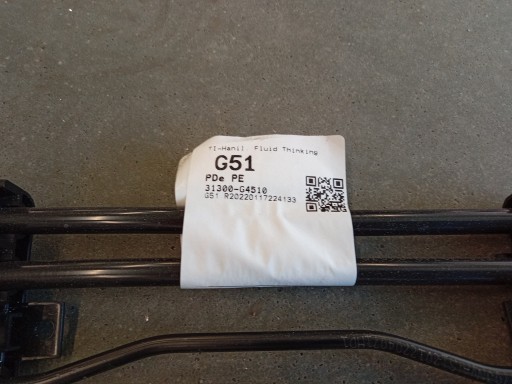 TI-Hanil Fluid Thinking
G51
PDe PE
31300-G4510
G51 R20220117224133